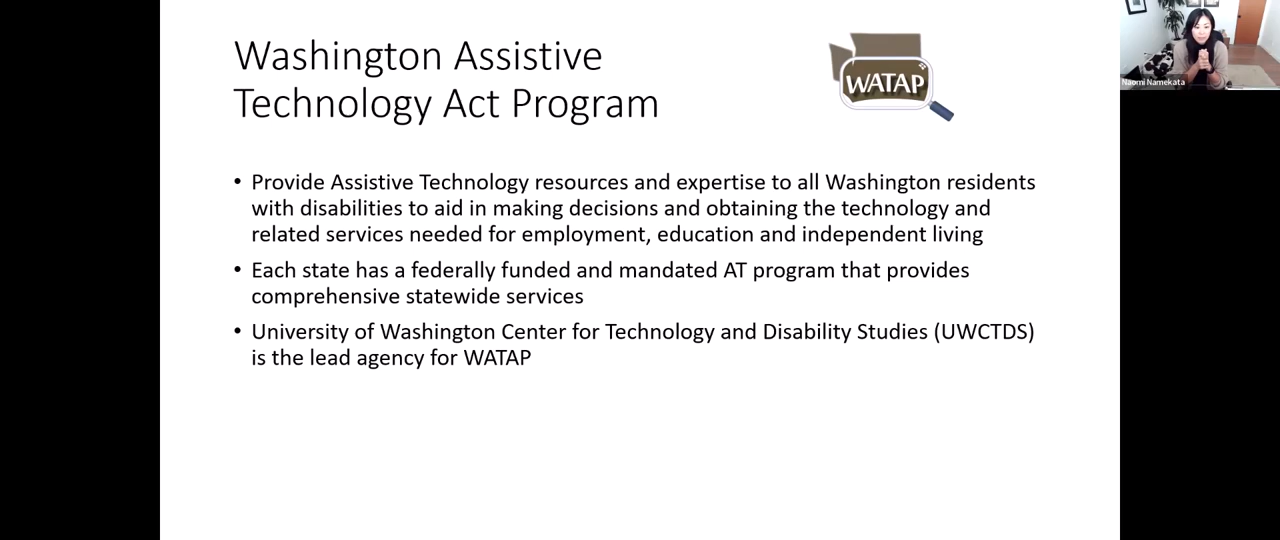 Washington Assistive
Technology Act Program
WATAP
Naomi Namekata
• Provide Assistive Technology resources and expertise to all Washington residents
with disabilities to aid in making decisions and obtaining the technology and
related services needed for employment, education and independent living
• Each state has a federally funded and mandated AT program that provides
comprehensive statewide services
• University of Washington Center for Technology and Disability Studies (UWCTDS)
is the lead agency for WATAP